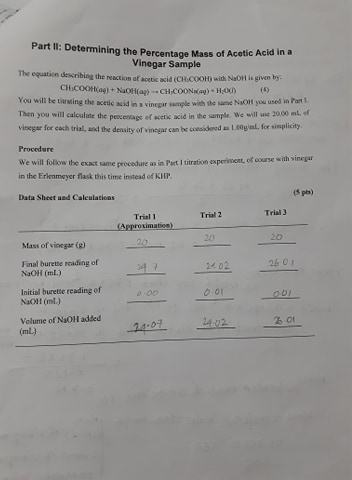 Part II: Determining the Percentage Mass of Acetic Acid in a
Vinegar Sample
The equation describing the reaction of acetic acid (CH₃COOH) with NaOH is given by:
CH₃COOH(aq) + NaOH(aq) → CH₃COONa(aq) + H₂O(l) (4)
You will be titrating the acetic acid in a vinegar sample with the same NaOH you used in Part I.
Then you will calculate the percentage of acetic acid in the sample. We will use 20.00 mL of
vinegar for each trial, and the density of vinegar can be considered as 1.00g/mL for simplicity.
Procedure
We will follow the exact same procedure as in Part I titration experiment, of course with vinegar
in the Erlenmeyer flask this time instead of KHP.
Data Sheet and Calculations (5 pts)
Trial 1 Trial 2 Trial 3
(Approximation)
Mass of vinegar (g) 20 20 20
Final burette reading of
NaOH (mL) 24.02 26.01
Initial burette reading of
NaOH (mL) 0.00 0.01 0.01
Volume of NaOH added
(mL) 24.07 24.02 26.01